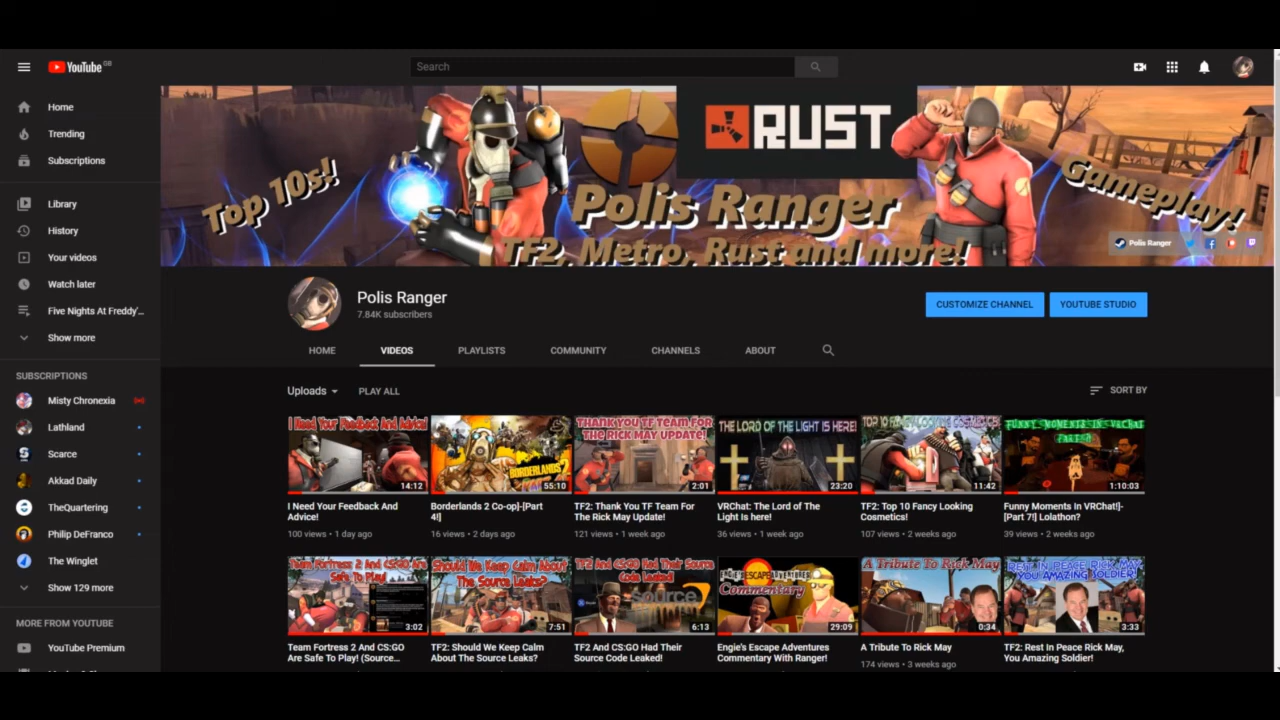 YouTube GB
Search
Home
Trending
Subscriptions
Library
History
Your videos
Watch later
Five Nights At Freddy'...
Show more
SUBSCRIPTIONS
Misty Chronexia
Lathland
Scarce
Akkad Daily
TheQuartering
Philip DeFranco
The Winglet
Show 129 more
MORE FROM YOUTUBE
YouTube Premium
Top 10s!
RUST
Gameplay!
Polis Ranger
TF2, Metro, Rust and more!
Polis Ranger
Polis Ranger
7.84K subscribers
CUSTOMIZE CHANNEL
YOUTUBE STUDIO
HOME
VIDEOS
PLAYLISTS
COMMUNITY
CHANNELS
ABOUT
Uploads
PLAY ALL
SORT BY
I Need Your Feedback And Advice!
14:12
I Need Your Feedback And
Advice!
100 views • 1 day ago
BORDERLANDS 2
55:10
Borderlands 2 Co-op]-[Part
4!]
16 views • 2 days ago
THANK YOU TF TEAM FOR
THE RICK MAY UPDATE!
2:01
TF2: Thank You TF Team For
The Rick May Update!
121 views • 1 week ago
THE LORD OF THE LIGHT IS HERE!
23:20
VRChat: The Lord of The
Light Is here!
36 views • 1 week ago
TOP 10 FANCY LOOKING COSMETICS
11:42
TF2: Top 10 Fancy Looking
Cosmetics!
107 views • 2 weeks ago
FUNNY MOMENTS IN VRCHAT
PART 7
1:10:03
Funny Moments In VRChat!]-
[Part 7!] Lolathon?
39 views • 2 weeks ago
Team Fortress 2 And CS:GO Are
Safe To Play!
3:02
Team Fortress 2 And CS:GO
Are Safe To Play! (Source...
Should We Keep Calm About
The Source Leaks?
7:51
TF2: Should We Keep Calm
About The Source Leaks?
TF2 And CS:GO Had Their Source
Code Leaked!
source
6:13
TF2 And CS:GO Had Their
Source Code Leaked!
ENGIE'S ESCAPE ADVENTURES
Commentary
29:09
Engie's Escape Adventures
Commentary With Ranger!
A Tribute To Rick May
0:34
A Tribute To Rick May
174 views • 3 weeks ago
REST IN PEACE RICK MAY,
YOU AMAZING SOLDIER!
3:33
TF2: Rest In Peace Rick May,
You Amazing Soldier!